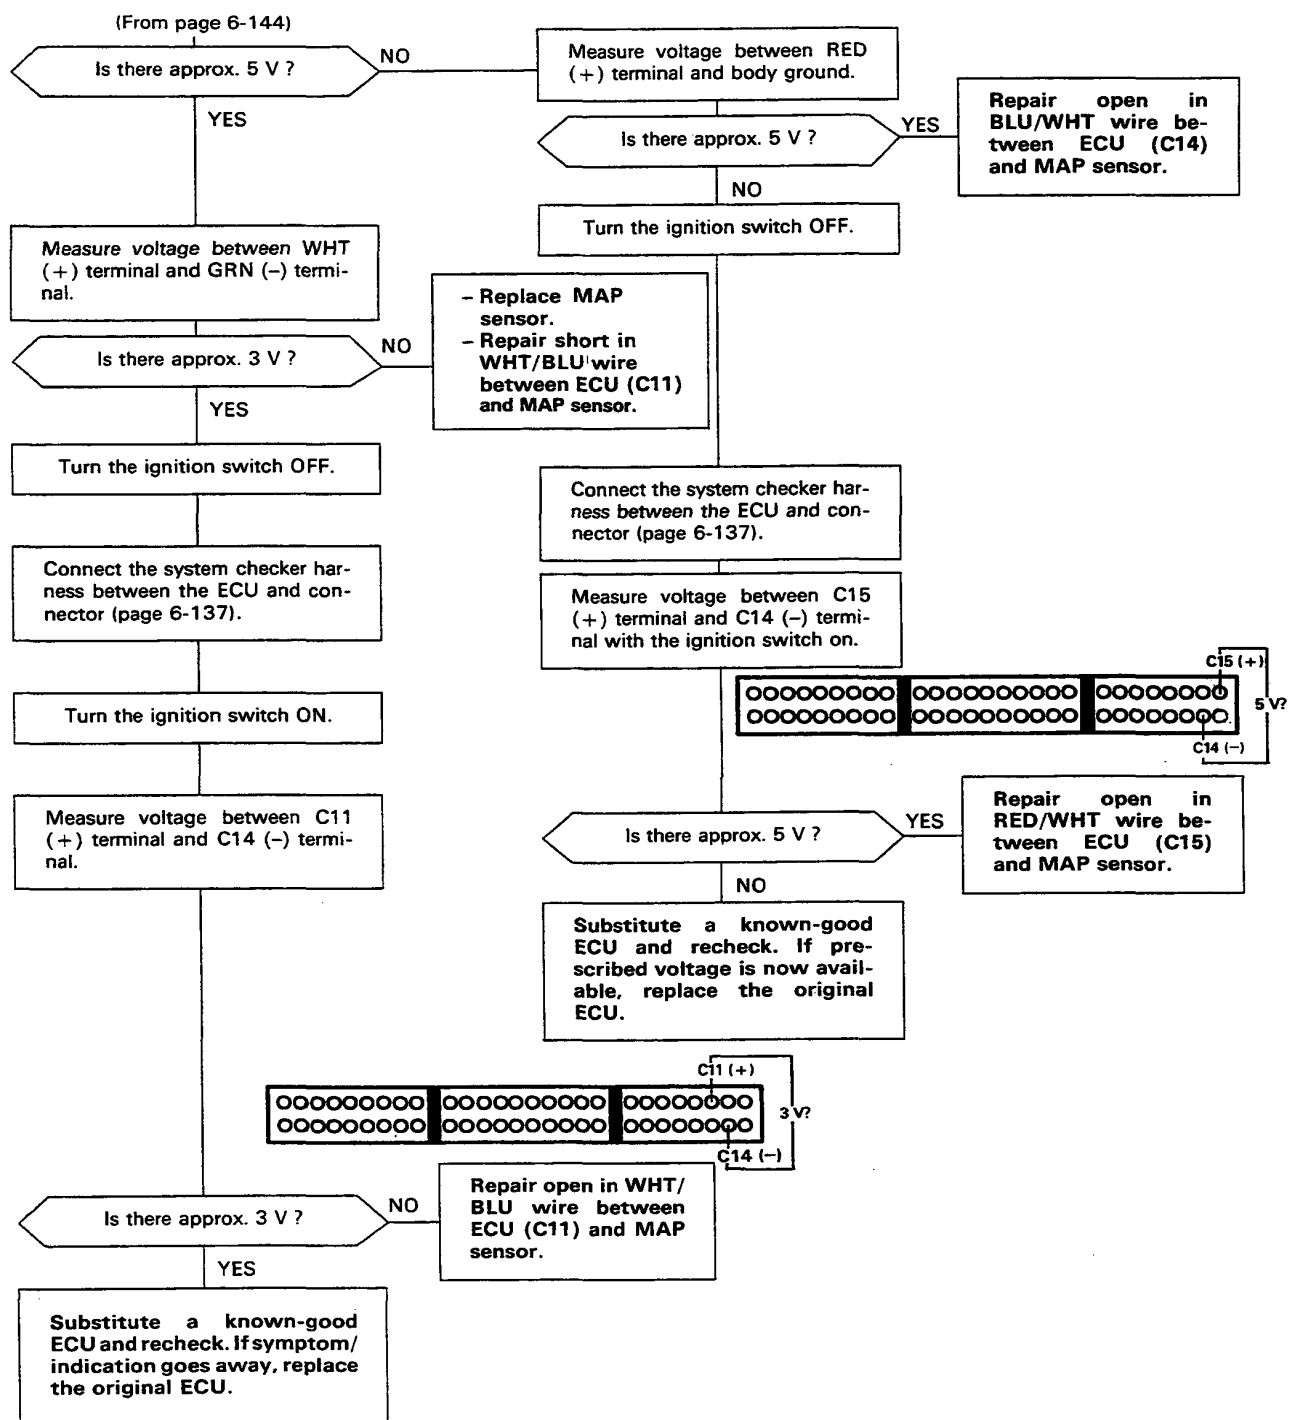 (From page 6-144)
Is there approx. 5 V ?
NO
YES
Measure voltage between RED
(+) terminal and body ground.
Is there approx. 5 V ?
YES
NO
Repair open in
BLU/WHT wire be-
tween ECU (C14)
and MAP sensor.
Turn the ignition switch OFF.
Measure voltage between WHT
(+) terminal and GRN (–) termi-
nal.
Is there approx. 3 V ?
NO
YES
– Replace MAP
sensor.
– Repair short in
WHT/BLU wire
between ECU (C11)
and MAP sensor.
Turn the ignition switch OFF.
Connect the system checker har-
ness between the ECU and con-
nector (page 6-137).
Turn the ignition switch ON.
Measure voltage between C11
(+) terminal and C14 (–) termi-
nal.
Connect the system checker har-
ness between the ECU and con-
nector (page 6-137).
Measure voltage between C15
(+) terminal and C14 (–) termi-
nal with the ignition switch on.
C15 (+)
5 V?
C14 (–)
Is there approx. 5 V ?
YES
NO
Repair open in
RED/WHT wire be-
tween ECU (C15)
and MAP sensor.
Substitute a known-good
ECU and recheck. If pre-
scribed voltage is now avail-
able, replace the original
ECU.
C11 (+)
3 V?
C14 (–)
Is there approx. 3 V ?
NO
YES
Repair open in WHT/
BLU wire between
ECU (C11) and MAP
sensor.
Substitute a known-good
ECU and recheck. If symptom/
indication goes away, replace
the original ECU.